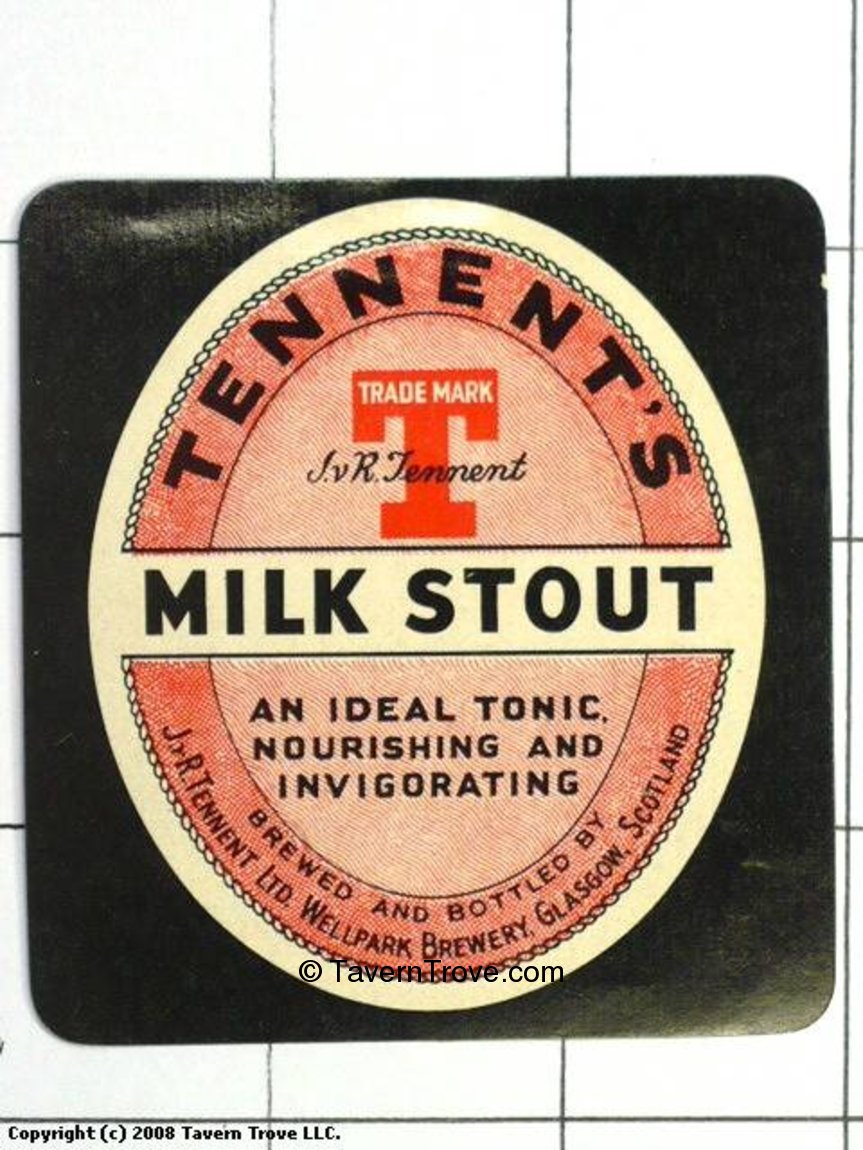 TENNENT'S
TRADE MARK
T
J.v R. Tennent
MILK STOUT
AN IDEAL TONIC,
NOURISHING AND
INVIGORATING
BREWED AND BOTTLED BY
J.v R. TENNENT LTD. WELLPARK BREWERY, GLASGOW, SCOTLAND
© TavernTrove.com
Copyright (c) 2008 Tavern Trove LLC.